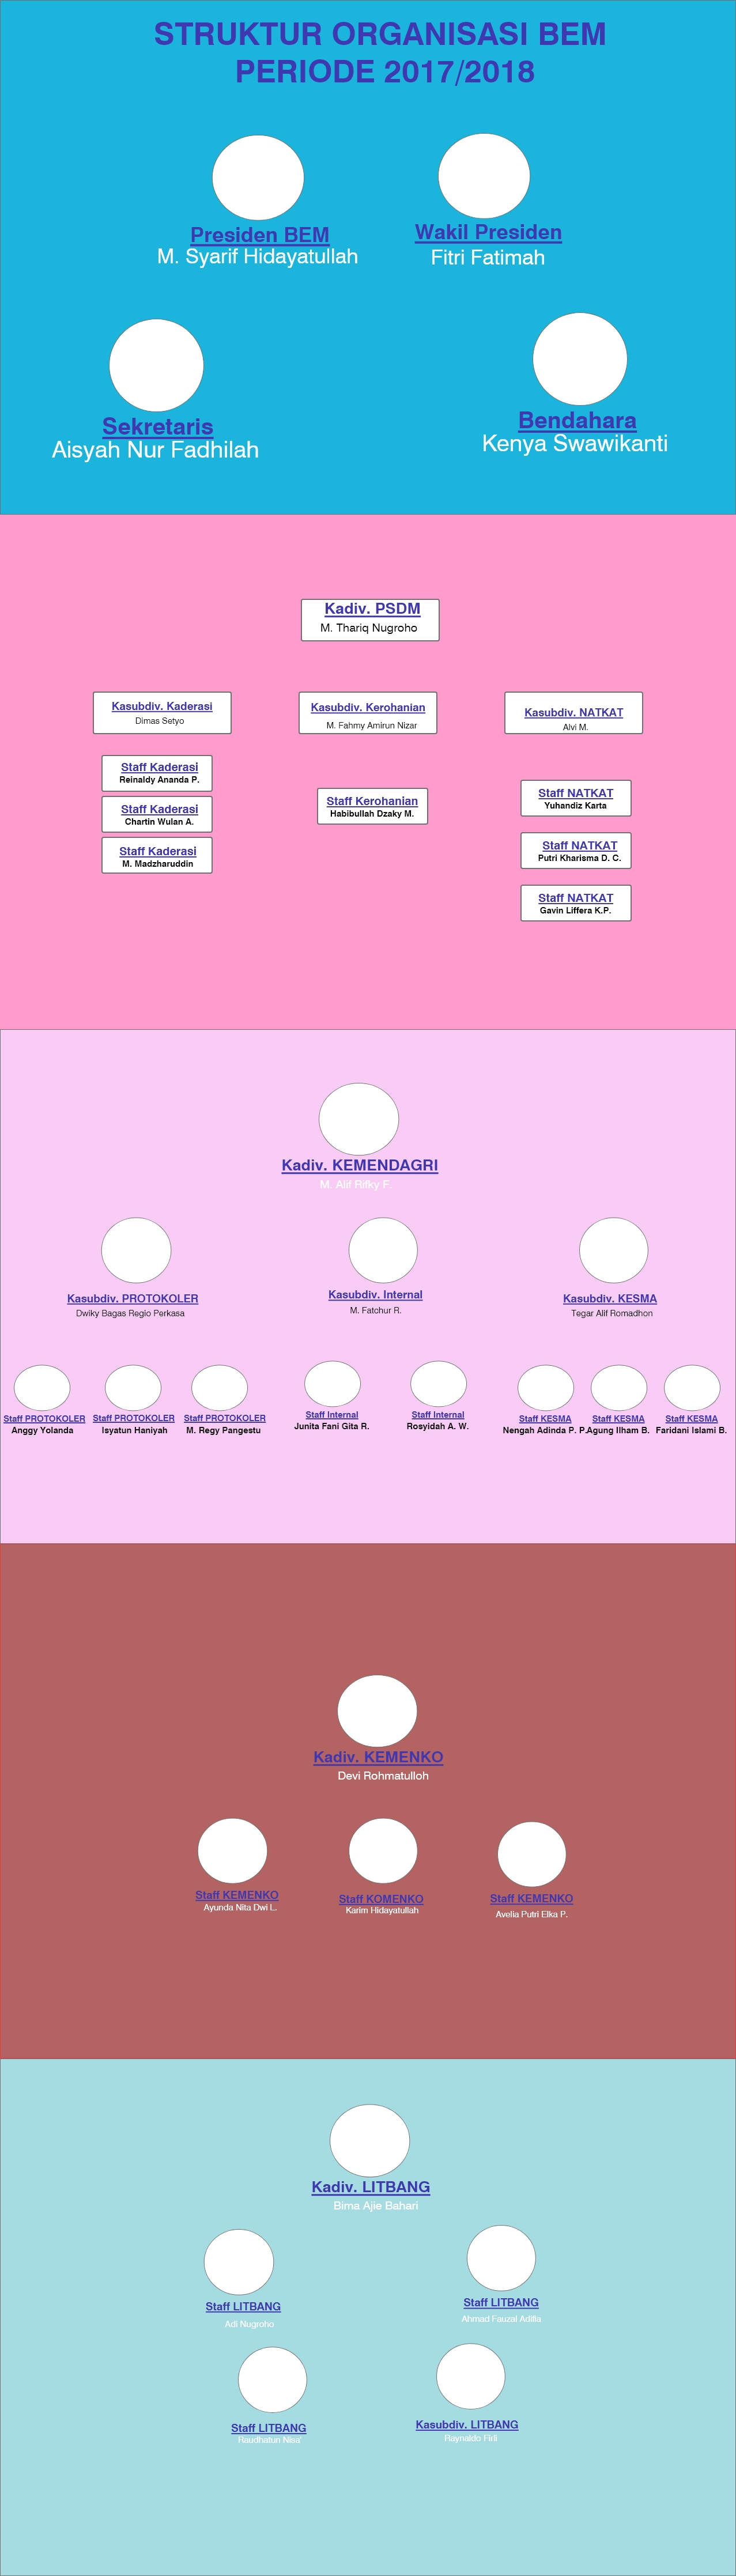 STRUKTUR ORGANISASI BEM
PERIODE 2017/2018
Presiden BEM
M. Syarif Hidayatullah
Wakil Presiden
Fitri Fatimah
Sekretaris
Aisyah Nur Fadhilah
Bendahara
Kenya Swawikanti
Kadiv. PSDM
M. Thariq Nugroho
Kasubdiv. Kaderasi
Dimas Setyo
Kasubdiv. Kerohanian
M. Fahmy Amirun Nizar
Kasubdiv. NATKAT
Alvi M.
Staff Kaderasi
Reinaldy Ananda P.
Staff Kaderasi
Chartin Wulan A.
Staff Kaderasi
M. Madzharuddin
Staff Kerohanian
Habibullah Dzaky M.
Staff NATKAT
Yuhandiz Karta
Staff NATKAT
Putri Kharisma D. C.
Staff NATKAT
Gavin Liffera K.P.
Kadiv. KEMENDAGRI
M. Alif Rifky F.
Kasubdiv. PROTOKOLER
Dwiky Bagas Regio Perkasa
Kasubdiv. Internal
M. Fatchur R.
Kasubdiv. KESMA
Tegar Alif Romadhon
Staff PROTOKOLER
Anggy Yolanda
Staff PROTOKOLER
Isyatun Haniyah
Staff PROTOKOLER
M. Regy Pangestu
Staff Internal
Junita Fani Gita R.
Staff Internal
Rosyidah A. W.
Staff KESMA
Nengah Adinda P. P.
Staff KESMA
Agung Ilham B.
Staff KESMA
Faridani Islami B.
Kadiv. KEMENKO
Devi Rohmatulloh
Staff KEMENKO
Ayunda Nita Dwi L.
Staff KOMENKO
Karim Hidayatullah
Staff KEMENKO
Avelia Putri Elka P.
Kadiv. LITBANG
Bima Ajie Bahari
Staff LITBANG
Adi Nugroho
Staff LITBANG
Ahmad Fauzal Aditia
Staff LITBANG
Raudhatun Nisa'
Kasubdiv. LITBANG
Raynaldo Firli